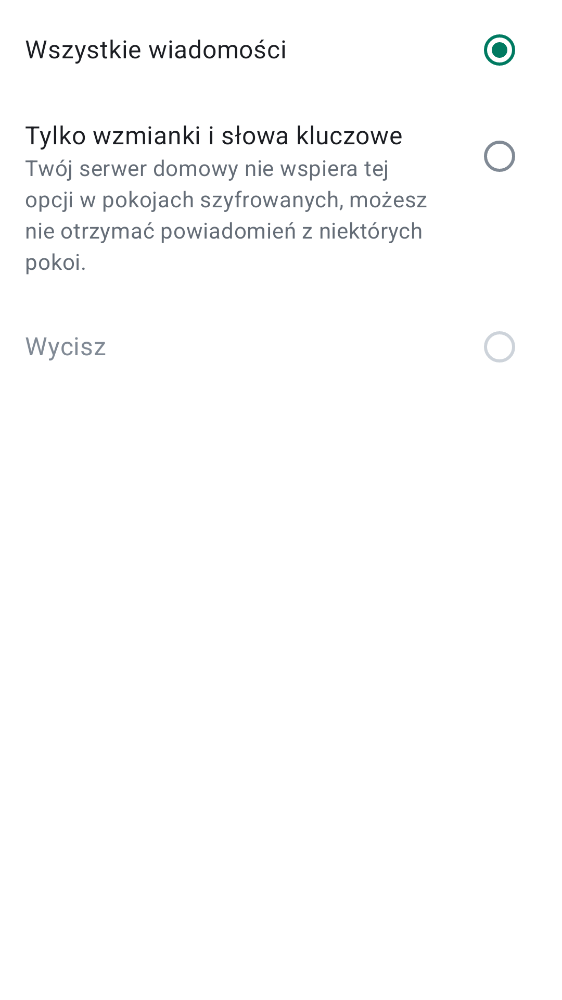 Wszystkie wiadomości
Tylko wzmianki i słowa kluczowe
Twój serwer domowy nie wspiera tej
opcji w pokojach szyfrowanych, możesz
nie otrzymać powiadomień z niektórych
pokoi.
Wycisz